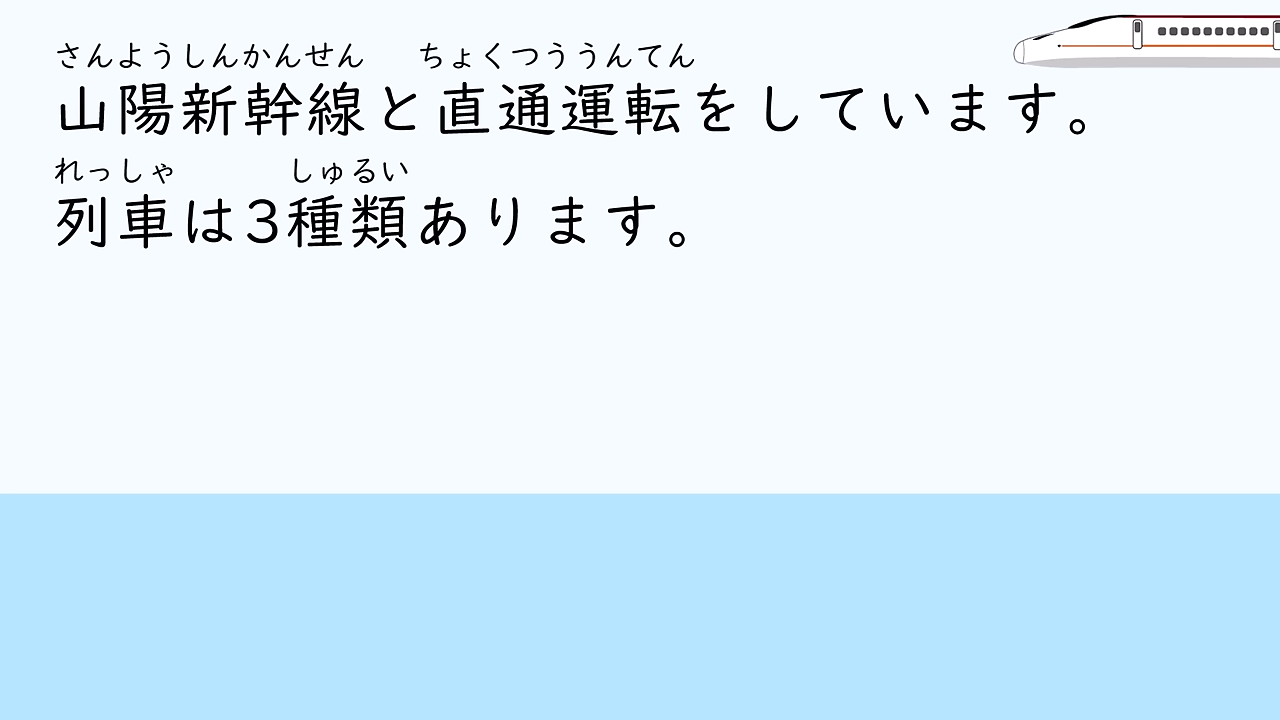 さんようしんかんせん ちょくつううんてん
山陽新幹線と直通運転をしています。
れっしゃ しゅるい
列車は3種類あります。